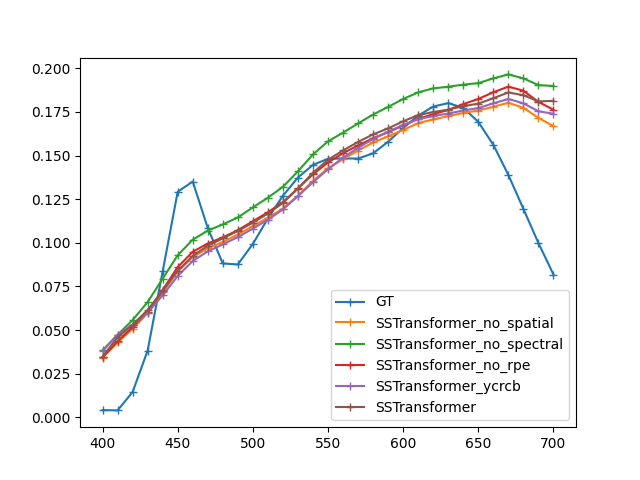 0.200
0.175
0.150
0.125
0.100
0.075
0.050
0.025
0.000
400 450 500 550 600 650 700
GT
SSTransformer_no_spatial
SSTransformer_no_spectral
SSTransformer_no_rpe
SSTransformer_ycrcb
SSTransformer